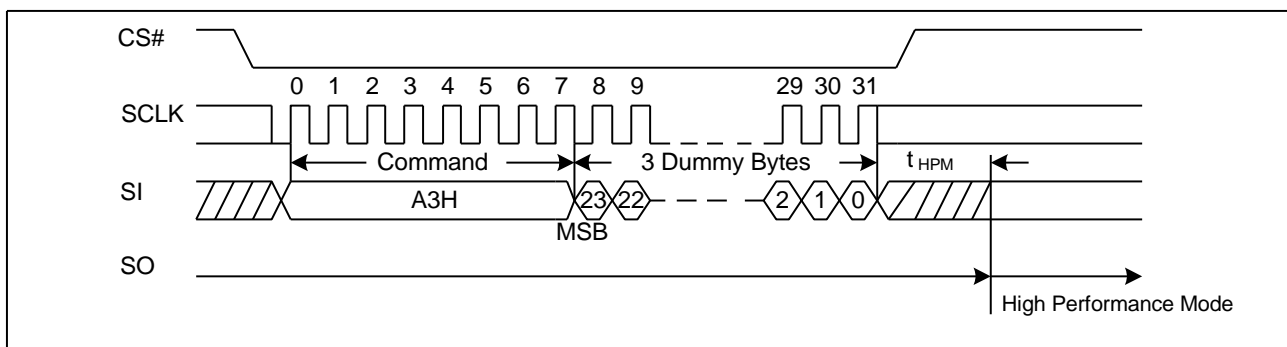 CS#
0 1 2 3 4 5 6 7 8 9 29 30 31
SCLK
Command 3 Dummy Bytes t HPM
SI A3H 23 22 2 1 0
MSB
SO
High Performance Mode